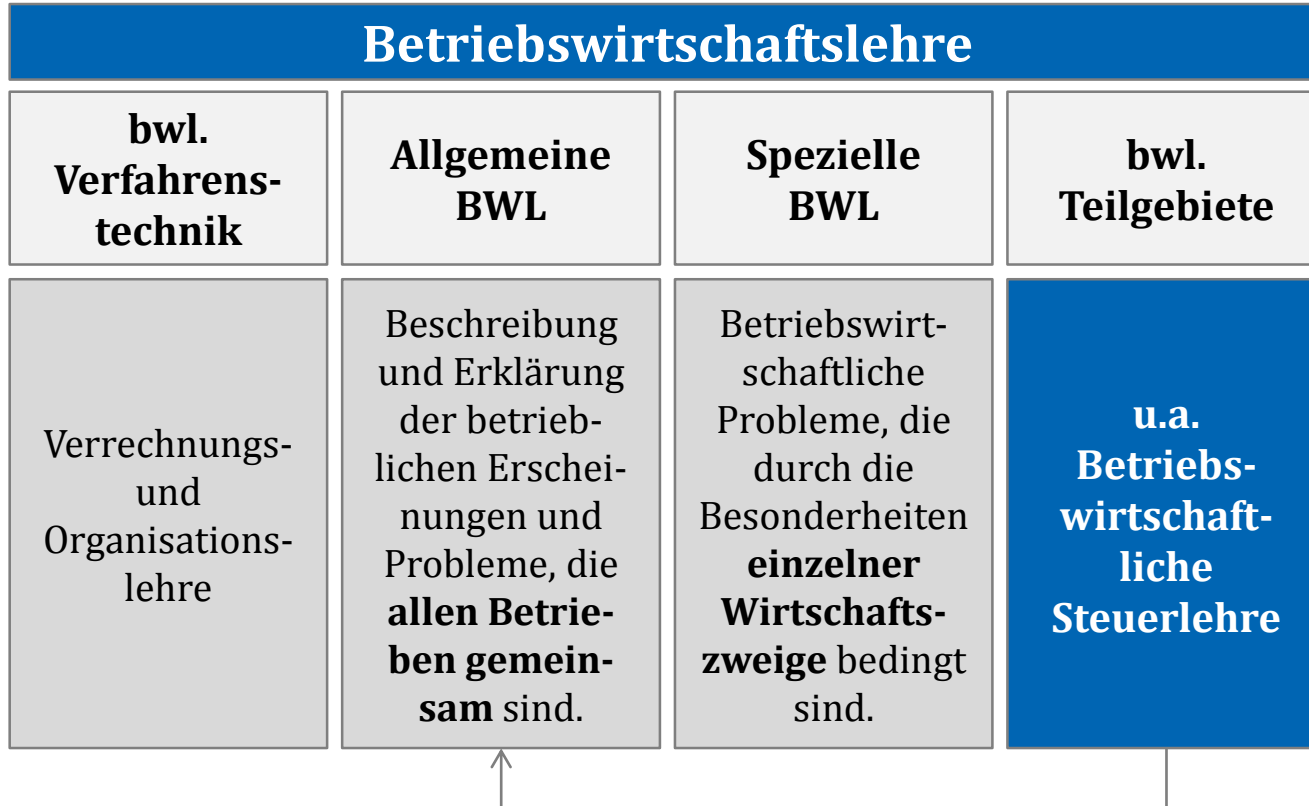 Betriebswirtschaftslehre
bwl.
Verfahrens-
technik
Allgemeine
BWL
Spezielle
BWL
bwl.
Teilgebiete
Verrechnungs-
und
Organisations-
lehre
Beschreibung
und Erklärung
der betrieb-
lichen Erschei-
nungen und
Probleme, die
allen Betrie-
ben gemein-
sam sind.
Betriebswirt-
schaftliche
Probleme, die
durch die
Besonderheiten
einzelner
Wirtschafts-
zweige bedingt
sind.
u.a.
Betriebs-
wirtschaft-
liche
Steuerlehre